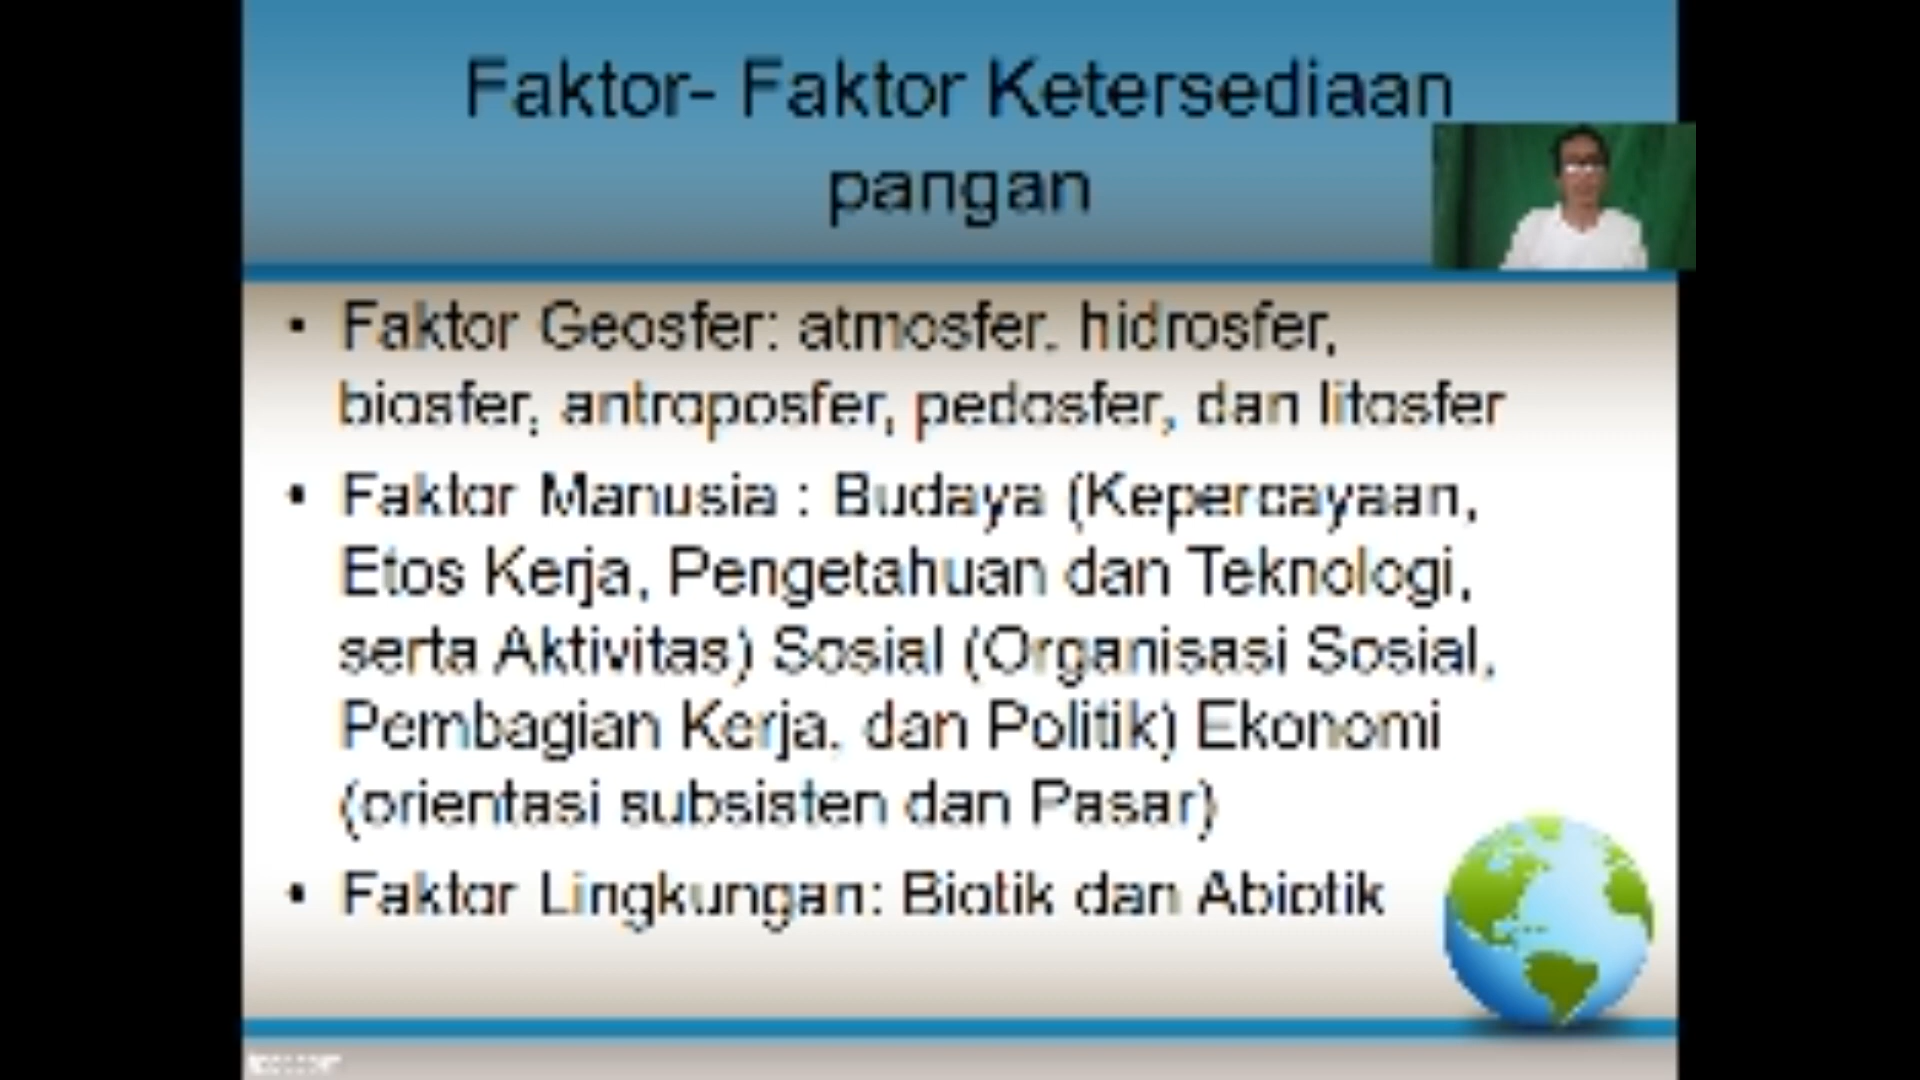 Faktor- Faktor Ketersediaan
pangan
• Faktor Geosfer: atmosfer, hidrosfer,
biosfer, antroposfer, pedosfer, dan litosfer
• Faktor Manusia : Budaya (Kepercayaan,
Etos Kerja, Pengetahuan dan Teknologi,
serta Aktivitas) Sosial (Organisasi Sosial,
Pembagian Kerja, dan Politik) Ekonomi
(orientasi subsisten dan Pasar)
• Faktor Lingkungan: Biotik dan Abiotik